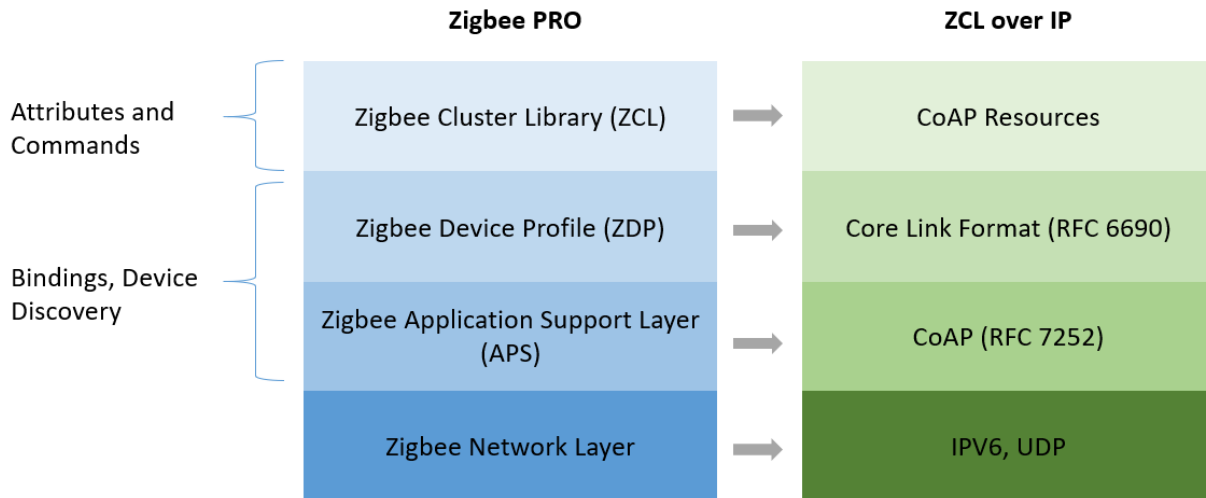 Zigbee PRO
ZCL over IP
Attributes and
Commands
Zigbee Cluster Library (ZCL)
CoAP Resources
Bindings, Device
Discovery
Zigbee Device Profile (ZDP)
Core Link Format (RFC 6690)
Zigbee Application Support Layer
(APS)
CoAP (RFC 7252)
Zigbee Network Layer
IPV6, UDP